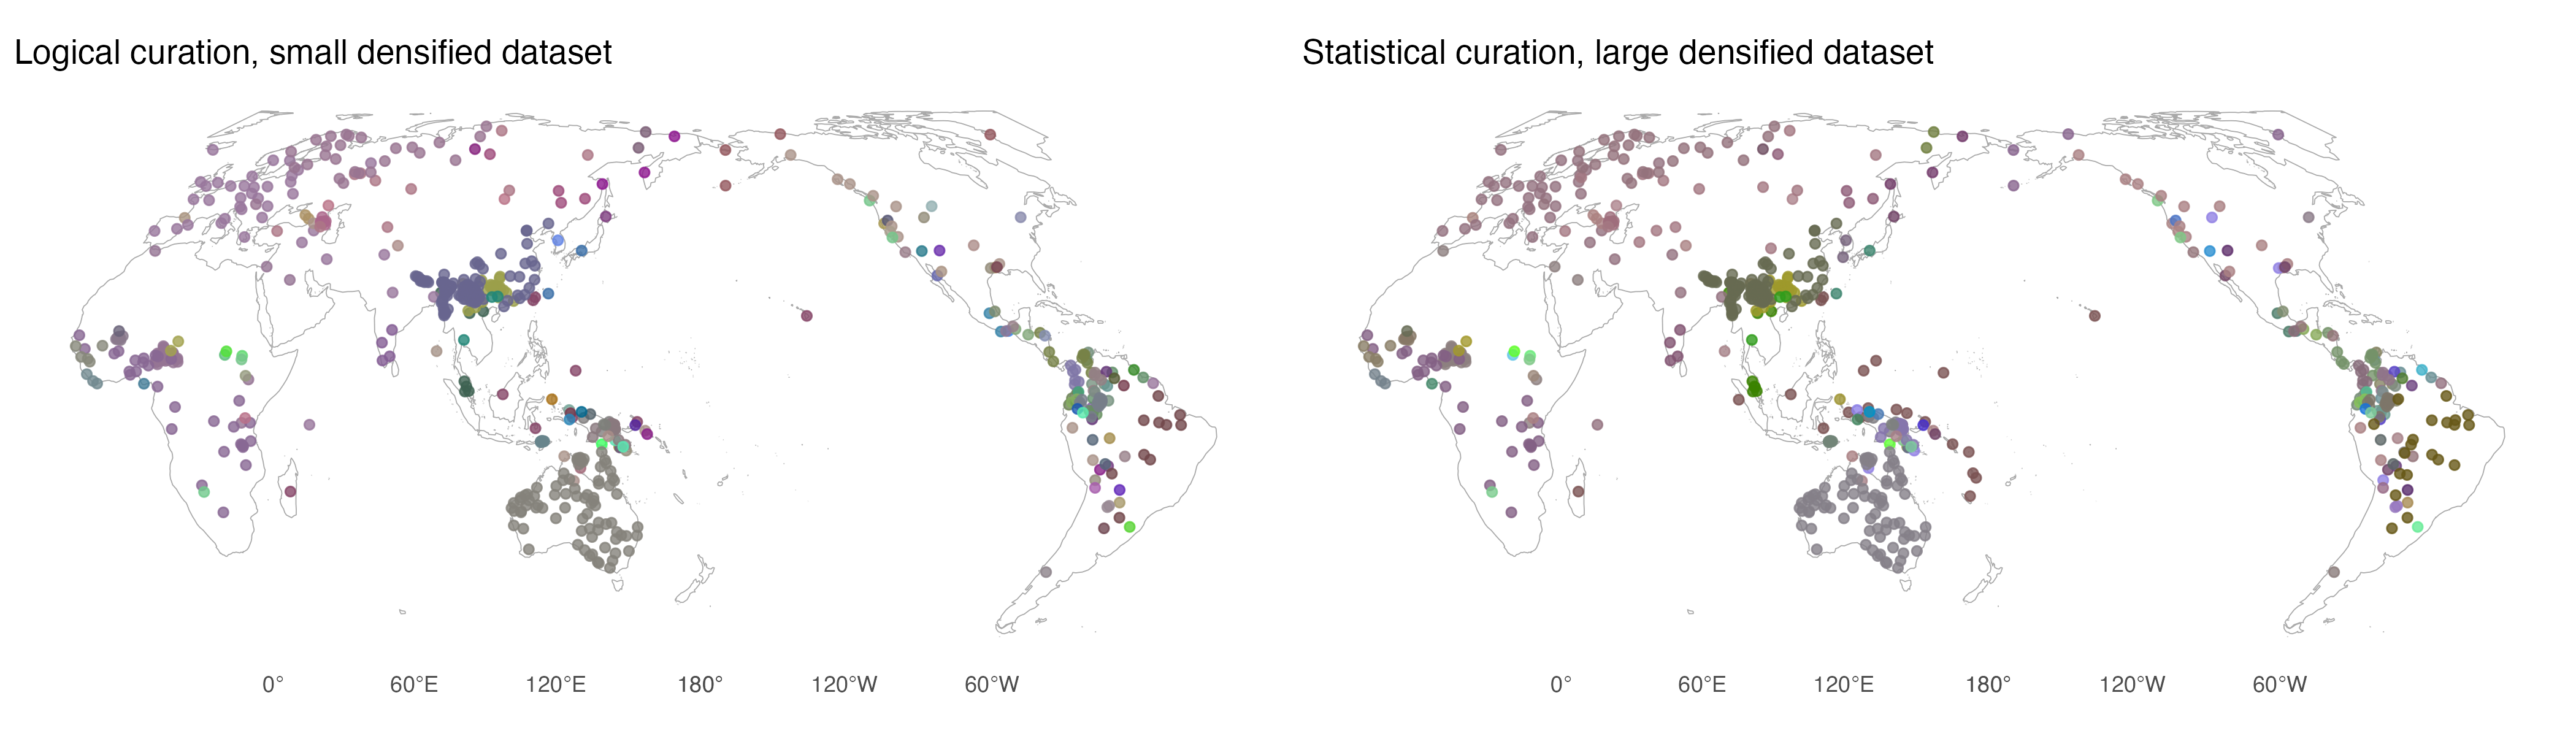 Logical curation, small densified dataset
Statistical curation, large densified dataset
0° 60°E 120°E 180° 120°W 60°W
0° 60°E 120°E 180° 120°W 60°W